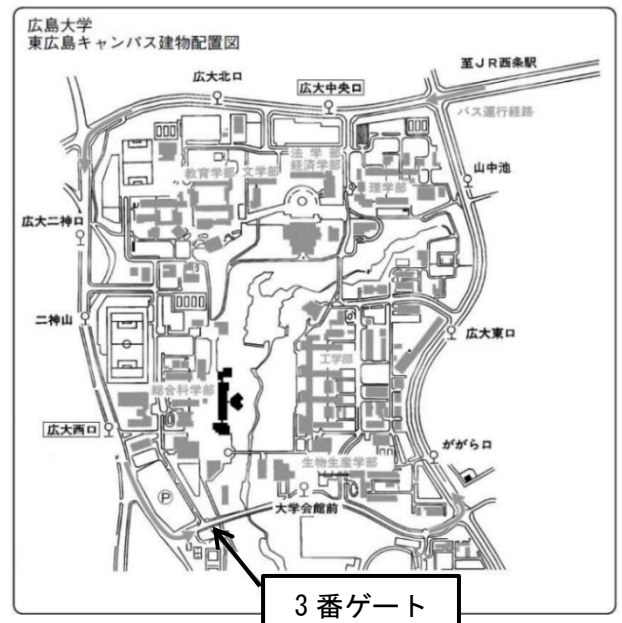 広島大学
東広島キャンパス建物配置図
至JR西条駅
広大北口
広大中央口
バス運行経路
法学部
経済学部
教育学部
文学部
理学部
山中池
広大二神口
二神山
広大東口
工学部
総合科学部
広大西口
ががら口
生物生産学部
P
大学会館前
3番ゲート